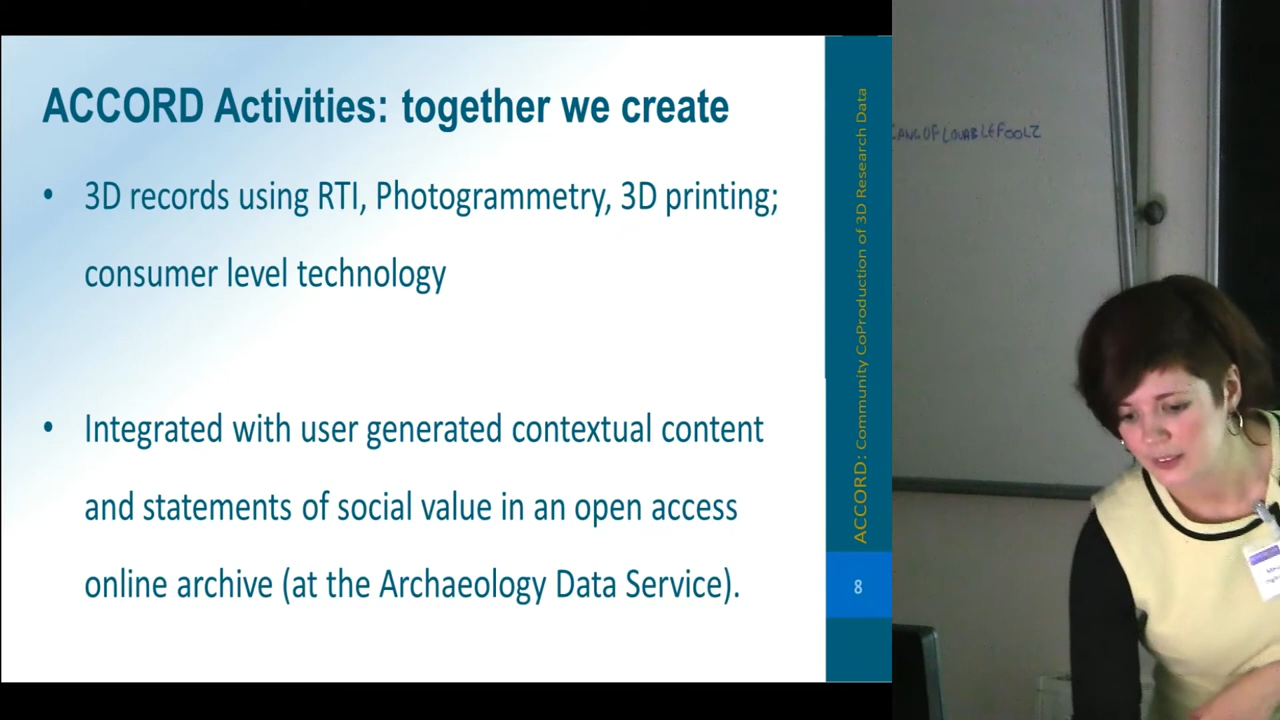 ACCORD Activities: together we create
• 3D records using RTI, Photogrammetry, 3D printing;
consumer level technology
• Integrated with user generated contextual content
and statements of social value in an open access
online archive (at the Archaeology Data Service).
ACCORD: Community CoProduction of 3D Research Data
8